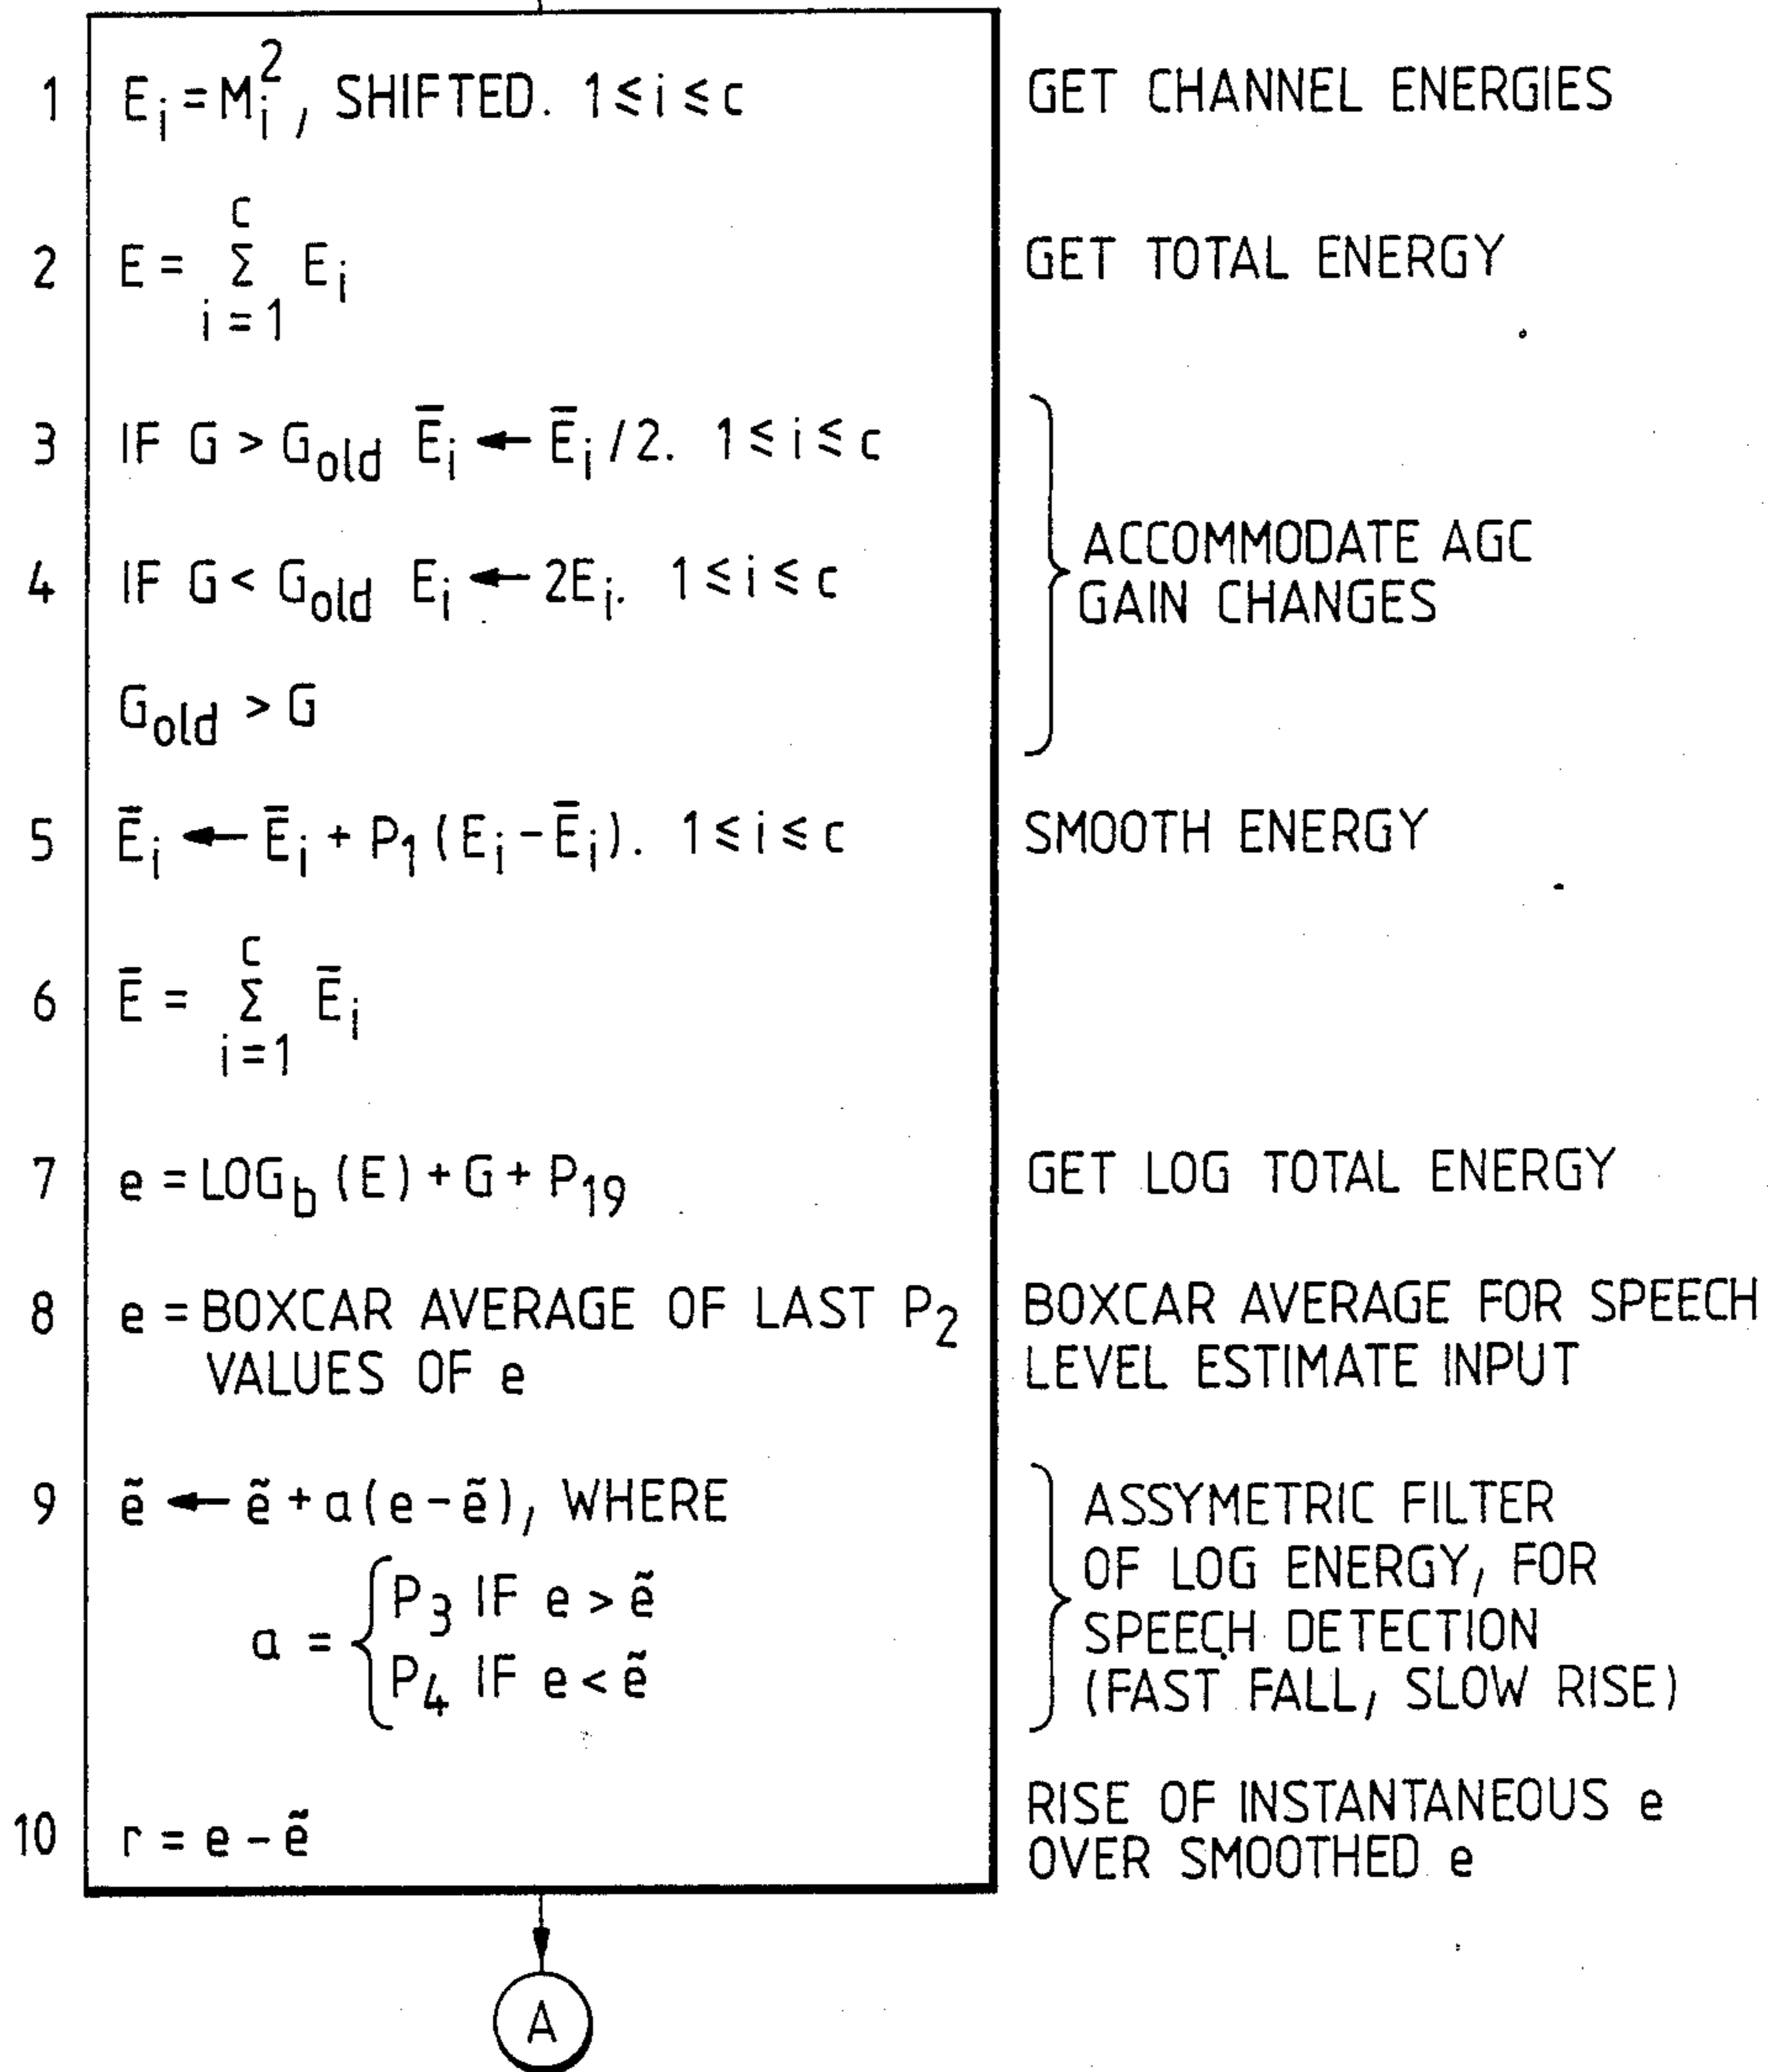 1 E_i = M_i^2, SHIFTED. 1 ≤ i ≤ c GET CHANNEL ENERGIES
2 E = Σ_{i=1}^{c} E_i GET TOTAL ENERGY
3 IF G > G_old Ē_i ← Ē_i /2. 1 ≤ i ≤ c
4 IF G < G_old E_i ← 2E_i. 1 ≤ i ≤ c
ACCOMMODATE AGC
GAIN CHANGES
G_old > G
5 Ē_i ← Ē_i + P_1 (E_i - Ē_i). 1 ≤ i ≤ c SMOOTH ENERGY
6 Ē = Σ_{i=1}^{c} Ē_i
7 e = LOG_b (E) + G + P_19 GET LOG TOTAL ENERGY
8 e = BOXCAR AVERAGE OF LAST P_2 BOXCAR AVERAGE FOR SPEECH
VALUES OF e LEVEL ESTIMATE INPUT
9 ẽ ← ẽ + a(e - ẽ), WHERE ASSYMETRIC FILTER
OF LOG ENERGY, FOR
a = { P_3 IF e > ẽ
P_4 IF e < ẽ
SPEECH DETECTION
(FAST FALL, SLOW RISE)
10 r = e - ẽ RISE OF INSTANTANEOUS e
OVER SMOOTHED e
A